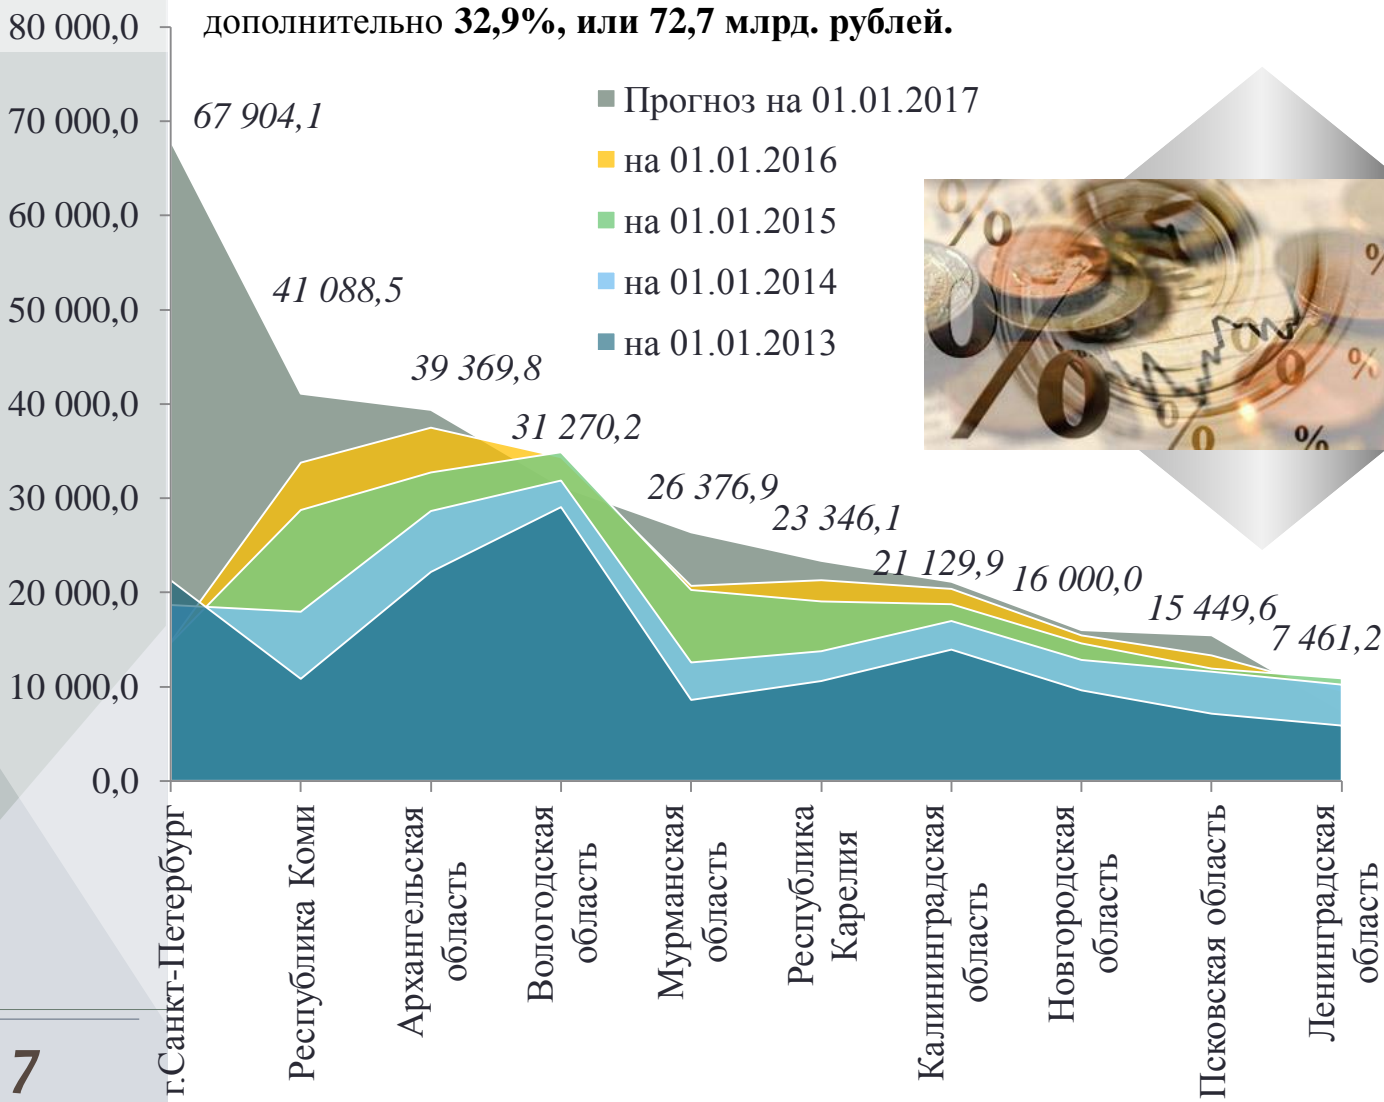 дополнительно 32,9%, или 72,7 млрд. рублей.
80 000,0
70 000,0
60 000,0
50 000,0
40 000,0
30 000,0
20 000,0
10 000,0
0,0
Прогноз на 01.01.2017
на 01.01.2016
на 01.01.2015
на 01.01.2014
на 01.01.2013
67 904,1
41 088,5
39 369,8
31 270,2
26 376,9
23 346,1
21 129,9
16 000,0
15 449,6
7 461,2
% % % % % %
0 0
г.Санкт-Петербург
Республика Коми
Архангельская
область
Вологодская
область
Мурманская
область
Республика
Карелия
Калининградская
область
Новгородская
область
Псковская область
Ленинградская
область
7